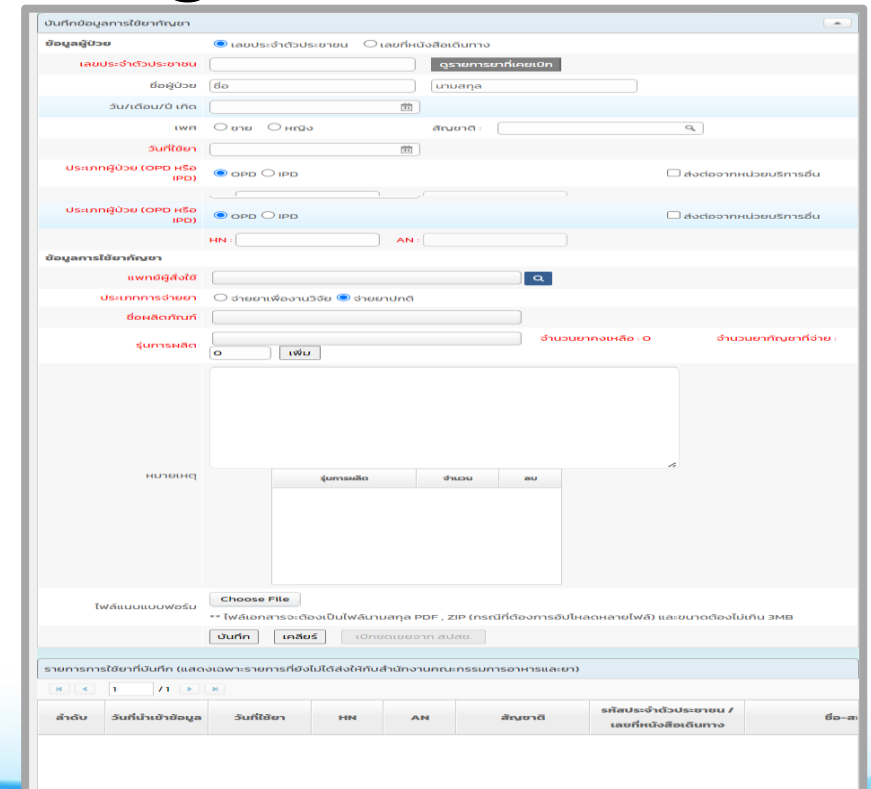 บันทึกข้อมูลการใช้ยากัญชา
ข้อมูลผู้ป่วย เลขประจำตัวประชาชน เลขที่หนังสือเดินทาง
เลขประจำตัวประชาชน ดูรายการยาที่เคยเบิก
ชื่อผู้ป่วย ชื่อ นามสกุล
วัน/เดือน/ปี เกิด
เพศ ชาย หญิง สัญชาติ :
วันที่ใช้ยา
ประเภทผู้ป่วย (OPD หรือ
IPD) OPD IPD ส่งต่อจากหน่วยบริการอื่น
ประเภทผู้ป่วย (OPD หรือ
IPD) OPD IPD ส่งต่อจากหน่วยบริการอื่น
HN : AN :
ข้อมูลการใช้ยากัญชา
แพทย์ผู้สั่งใช้
ประเภทการจ่ายยา จ่ายยาเพื่องานวิจัย จ่ายยาปกติ
ชื่อผลิตภัณฑ์
รุ่นการผลิต จำนวนยาคงเหลือ : 0 จำนวนยากัญชาที่จ่าย :
0 เพิ่ม
หมายเหตุ
รุ่นการผลิต จำนวน ลบ
ไฟล์แนบแบบฟอร์ม Choose File
** ไฟล์เอกสารจะต้องเป็นไฟล์นามสกุล PDF , ZIP (กรณีที่ต้องการอัปโหลดหลายไฟล์) และขนาดต้องไม่เกิน 3MB
บันทึก เคลียร์ เบิกชดเชยจาก สปสช.
รายการการใช้ยาที่บันทึก (แสดงเฉพาะรายการที่ยังไม่ได้ส่งให้กับสำนักงานคณะกรรมการอาหารและยา)
1 / 1
ลำดับ วันที่นำเข้าข้อมูล วันที่ใช้ยา HN AN สัญชาติ รหัสประจำตัวประชาชน /
เลขที่หนังสือเดินทาง ชื่อ-ส